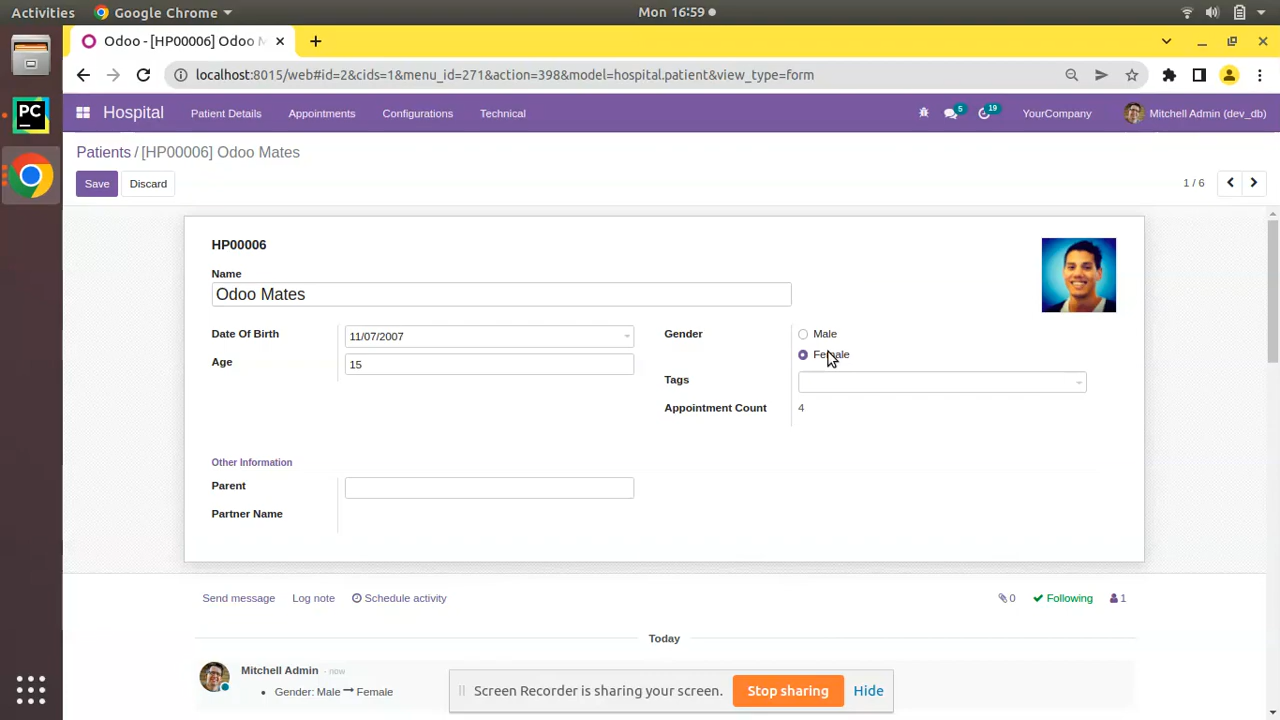 Activities Google Chrome Mon 16:59
Odoo - [HP00006] Odoo M
localhost:8015/web#id=2&cids=1&menu_id=271&action=398&model=hospital.patient&view_type=form
Hospital Patient Details Appointments Configurations Technical 5 19 YourCompany Mitchell Admin (dev_db)
Patients / [HP00006] Odoo Mates
Save Discard 1 / 6
HP00006
Name
Odoo Mates
Date Of Birth 11/07/2007 Gender Male
Female
Age 15
Tags
Appointment Count 4
Other Information
Parent
Partner Name
Send message Log note Schedule activity 0 Following 1
Today
Mitchell Admin - now
Gender: Male Female
Screen Recorder is sharing your screen. Stop sharing Hide
PC